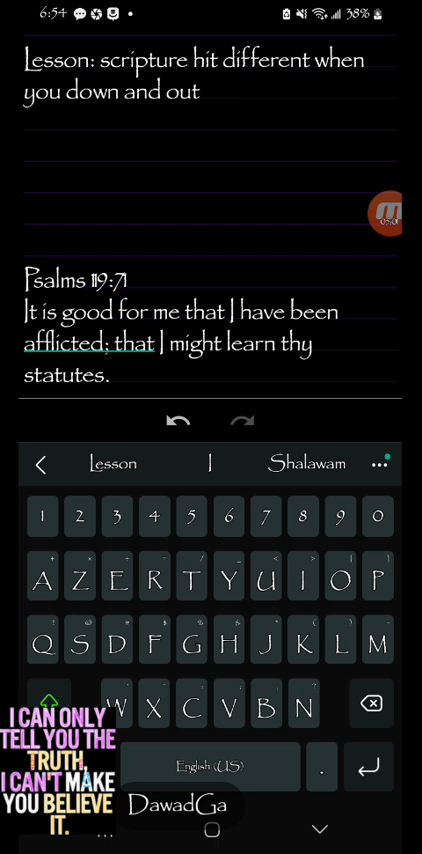 6:54 38%
Lesson: scripture hit different when
you down and out
05:01
Psalms 119:71
It is good for me that I have been
afflicted; that I might learn thy
statutes.
Lesson I Shalawam
1 2 3 4 5 6 7 8 9 0
A Z E R T Y U I O P
Q S D F G H J K L M
W X C V B N
English (US) .
I CAN ONLY
TELL YOU THE
TRUTH,
I CAN'T MAKE
YOU BELIEVE
IT.
DawadGa